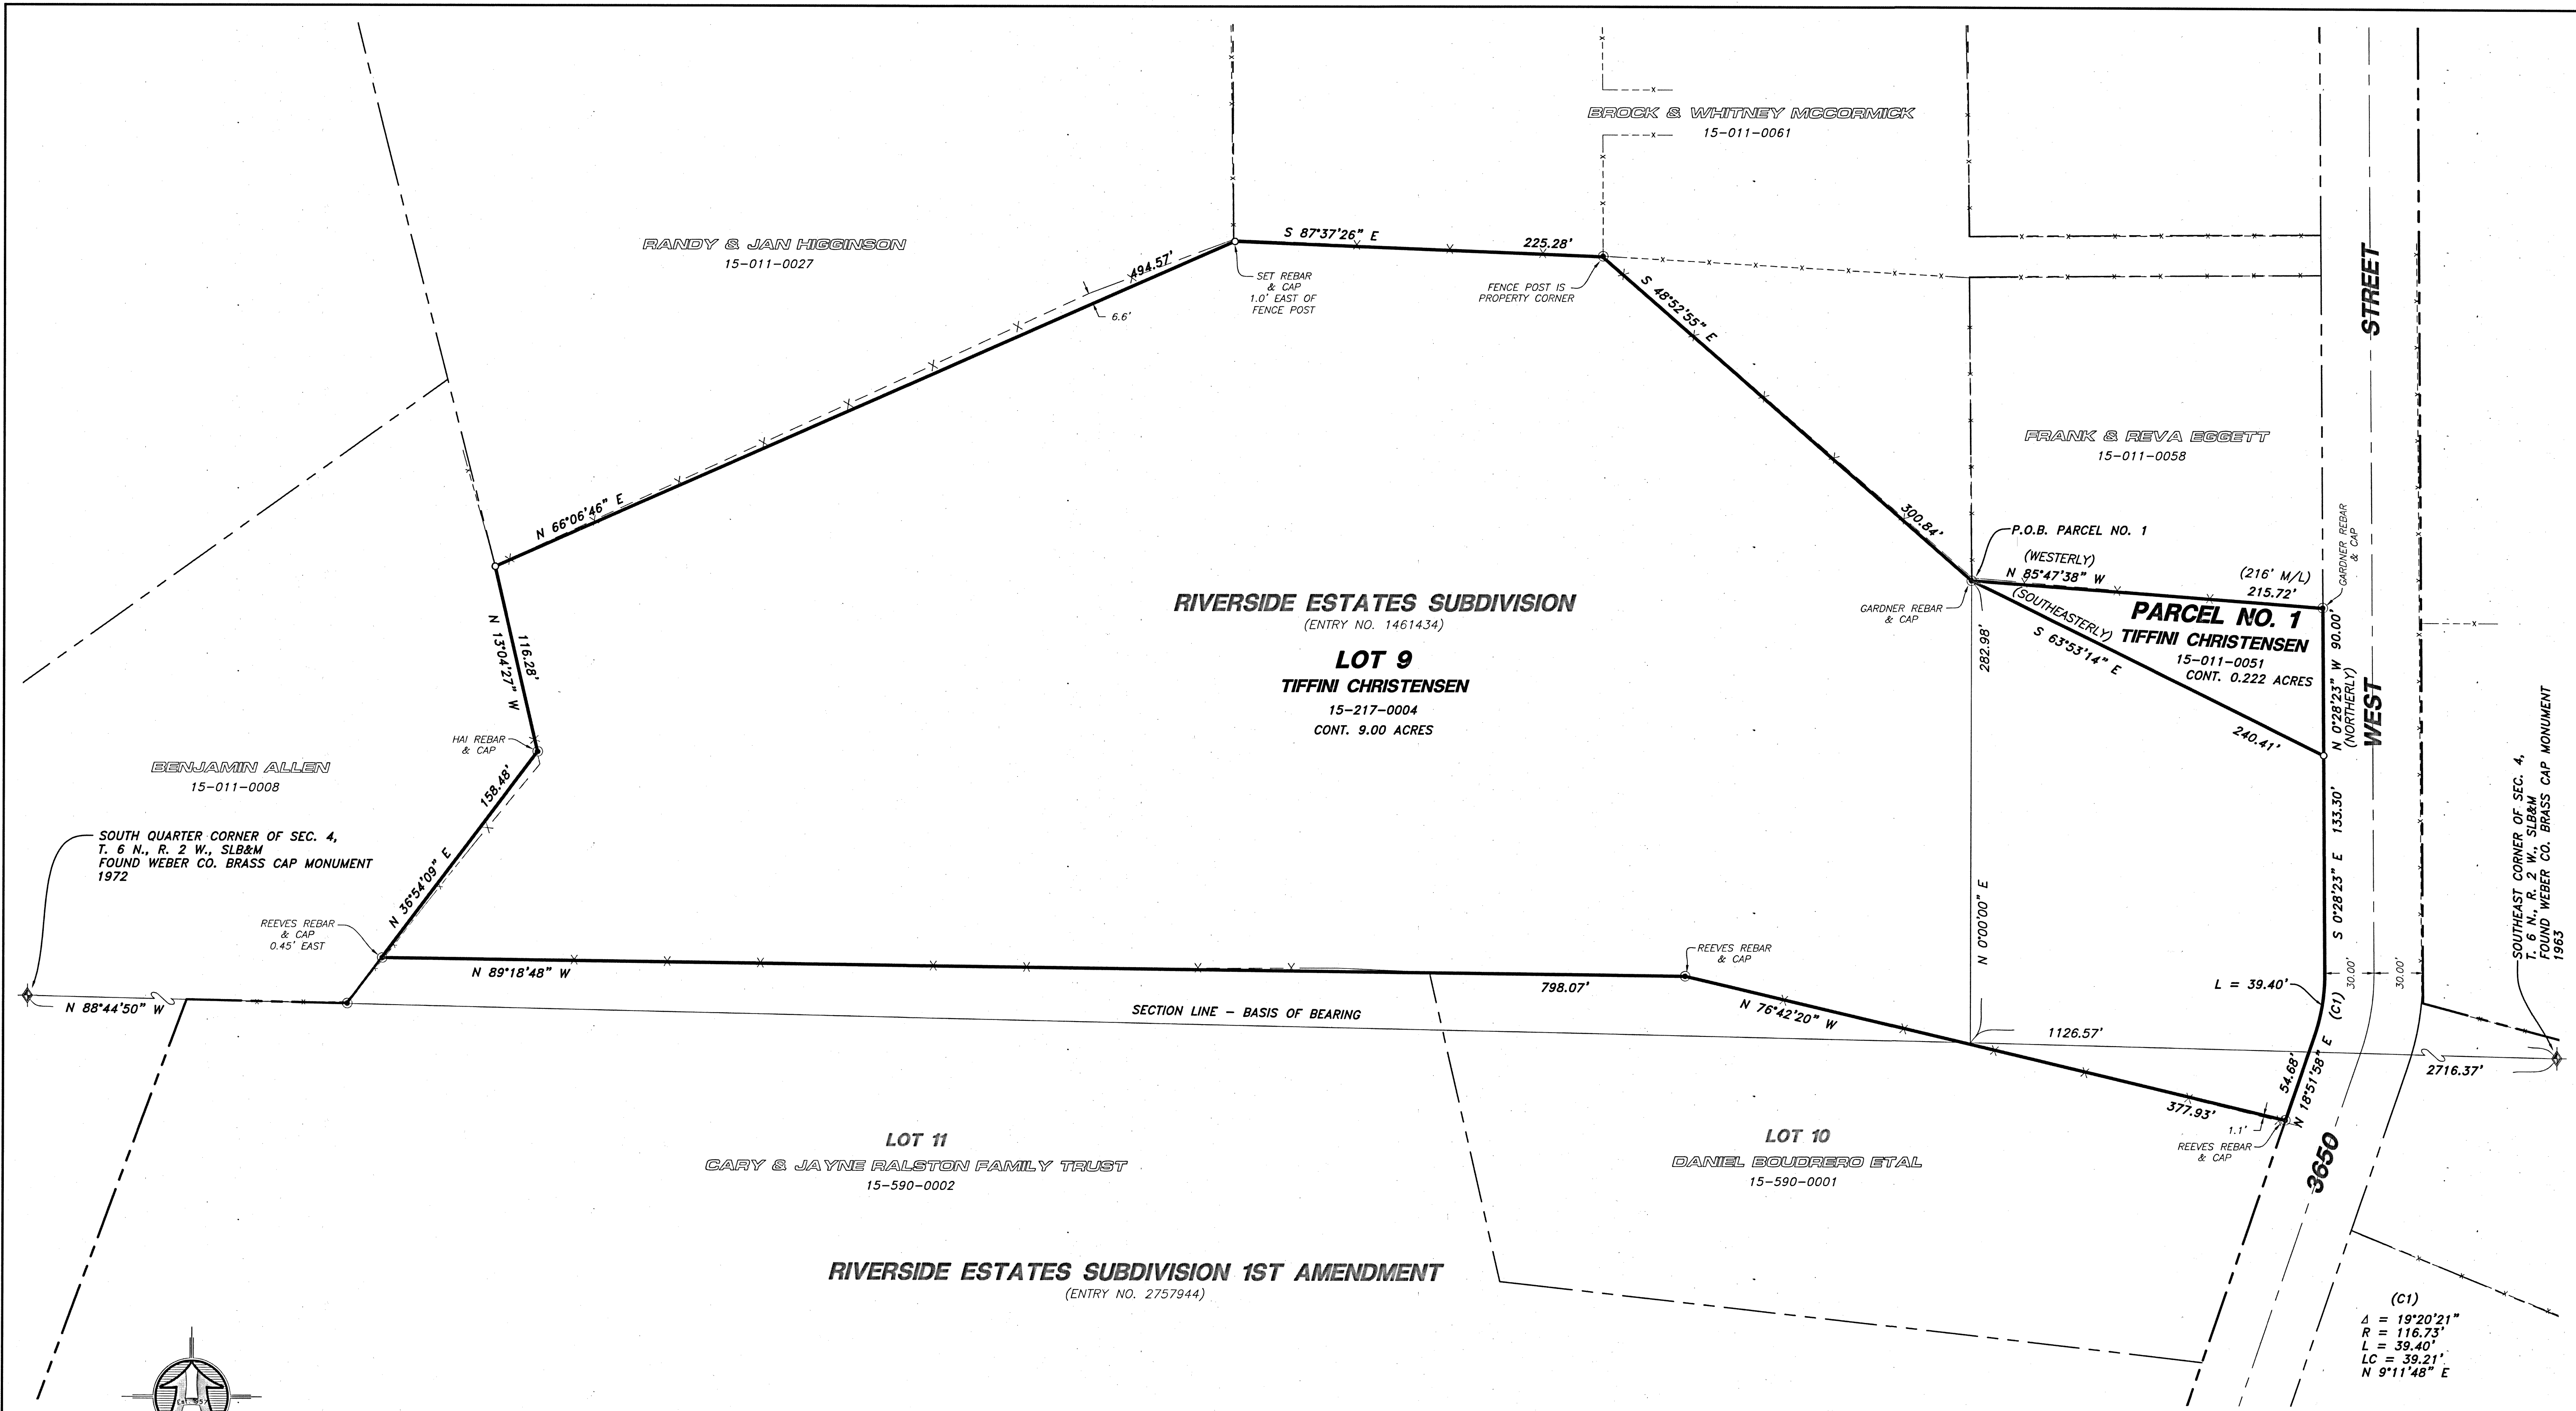 BROCK & WHITNEY MCCORMICK
15-011-0061
RANDY & JAN HIGGINSON
15-011-0027
494.57'
6.6'
S 87°37'26" E
225.28'
SET REBAR
& CAP
1.0' EAST OF
FENCE POST
FENCE POST IS
PROPERTY CORNER
S 48°52'55" E
300.84'
STREET
FRANK & REVA EGGETT
15-011-0058
N 66°06'46" E
P.O.B. PARCEL NO. 1
(WESTERLY)
N 85°47'38" W
(216' M/L)
215.72'
GARDNER REBAR
& CAP
GARDNER REBAR
& CAP
(SOUTHEASTERLY)
S 63°53'14" E
240.41'
PARCEL NO. 1
TIFFINI CHRISTENSEN
15-011-0051
CONT. 0.222 ACRES
N 0°28'23" W 90.00'
(NORTHERLY)
WEST
282.98'
N 0°00'00" E
RIVERSIDE ESTATES SUBDIVISION
(ENTRY NO. 1461434)
LOT 9
TIFFINI CHRISTENSEN
15-217-0004
CONT. 9.00 ACRES
N 13°04'27" W
116.28'
HAI REBAR
& CAP
BENJAMIN ALLEN
15-011-0008
158.48'
N 36°54'09" E
SOUTH QUARTER CORNER OF SEC. 4,
T. 6 N., R. 2 W., SLB&M
FOUND WEBER CO. BRASS CAP MONUMENT
1972
REEVES REBAR
& CAP
0.45' EAST
N 88°44'50" W
N 89°18'48" W
798.07'
SECTION LINE - BASIS OF BEARING
REEVES REBAR
& CAP
N 76°42'20" W
377.93'
1126.57'
2716.37'
S 0°28'23" E 133.30'
30.00'
30.00'
L = 39.40'
(C1)
54.68'
N 18°51'58" E
1.1'
REEVES REBAR
& CAP
3650
SOUTHEAST CORNER OF SEC. 4,
T. 6 N., R. 2 W., SLB&M
FOUND WEBER CO. BRASS CAP MONUMENT
1963
LOT 11
CARY & JAYNE RALSTON FAMILY TRUST
15-590-0002
LOT 10
DANIEL BOUDRERO ETAL
15-590-0001
RIVERSIDE ESTATES SUBDIVISION 1ST AMENDMENT
(ENTRY NO. 2757944)
(C1)
Δ = 19°20'21"
R = 116.73'
L = 39.40'
LC = 39.21'
N 9°11'48" E